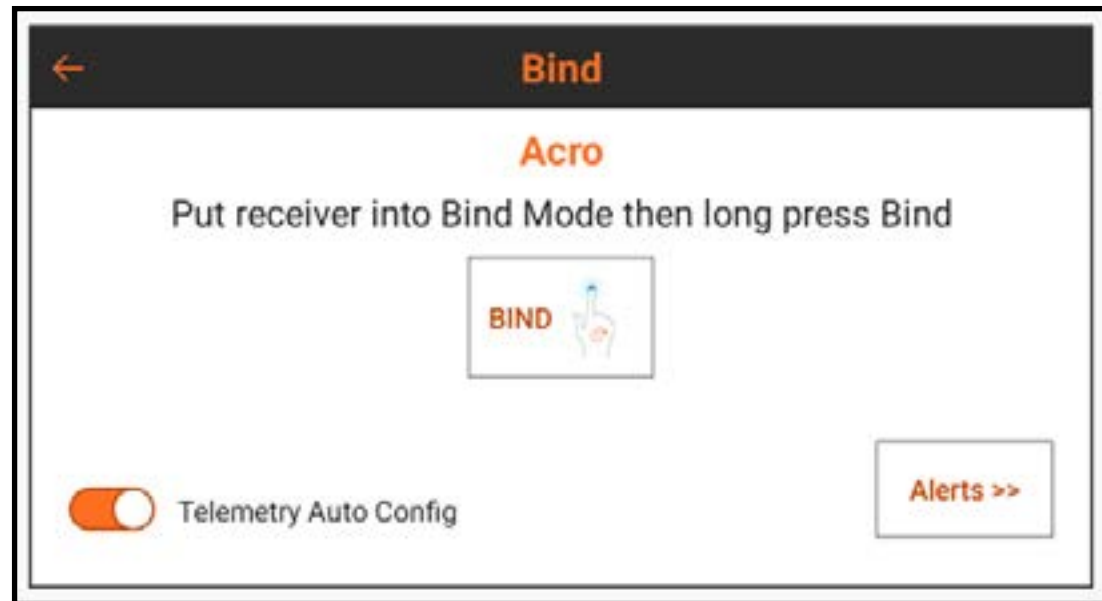 Bind
Acro
Put receiver into Bind Mode then long press Bind
BIND
Telemetry Auto Config
Alerts >>